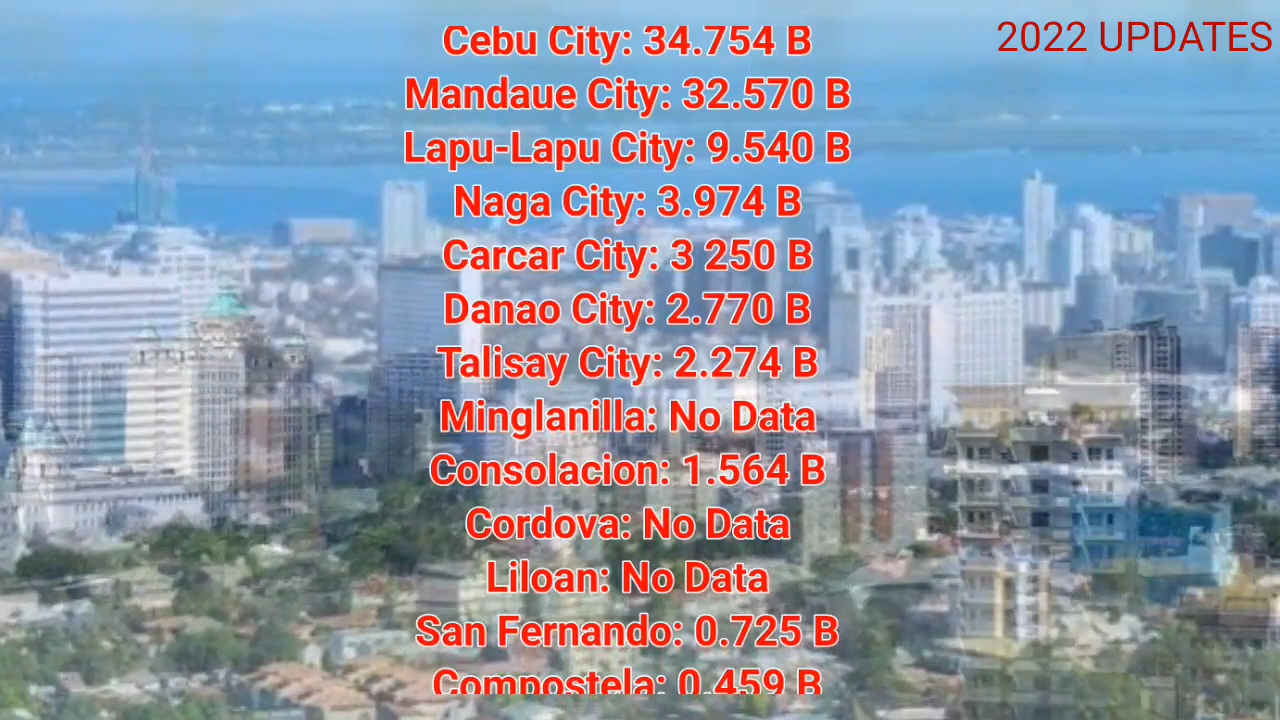 2022 UPDATES
Cebu City: 34.754 B
Mandaue City: 32.570 B
Lapu-Lapu City: 9.540 B
Naga City: 3.974 B
Carcar City: 3 250 B
Danao City: 2.770 B
Talisay City: 2.274 B
Minglanilla: No Data
Consolacion: 1.564 B
Cordova: No Data
Liloan: No Data
San Fernando: 0.725 B
Compostela: 0.459 B